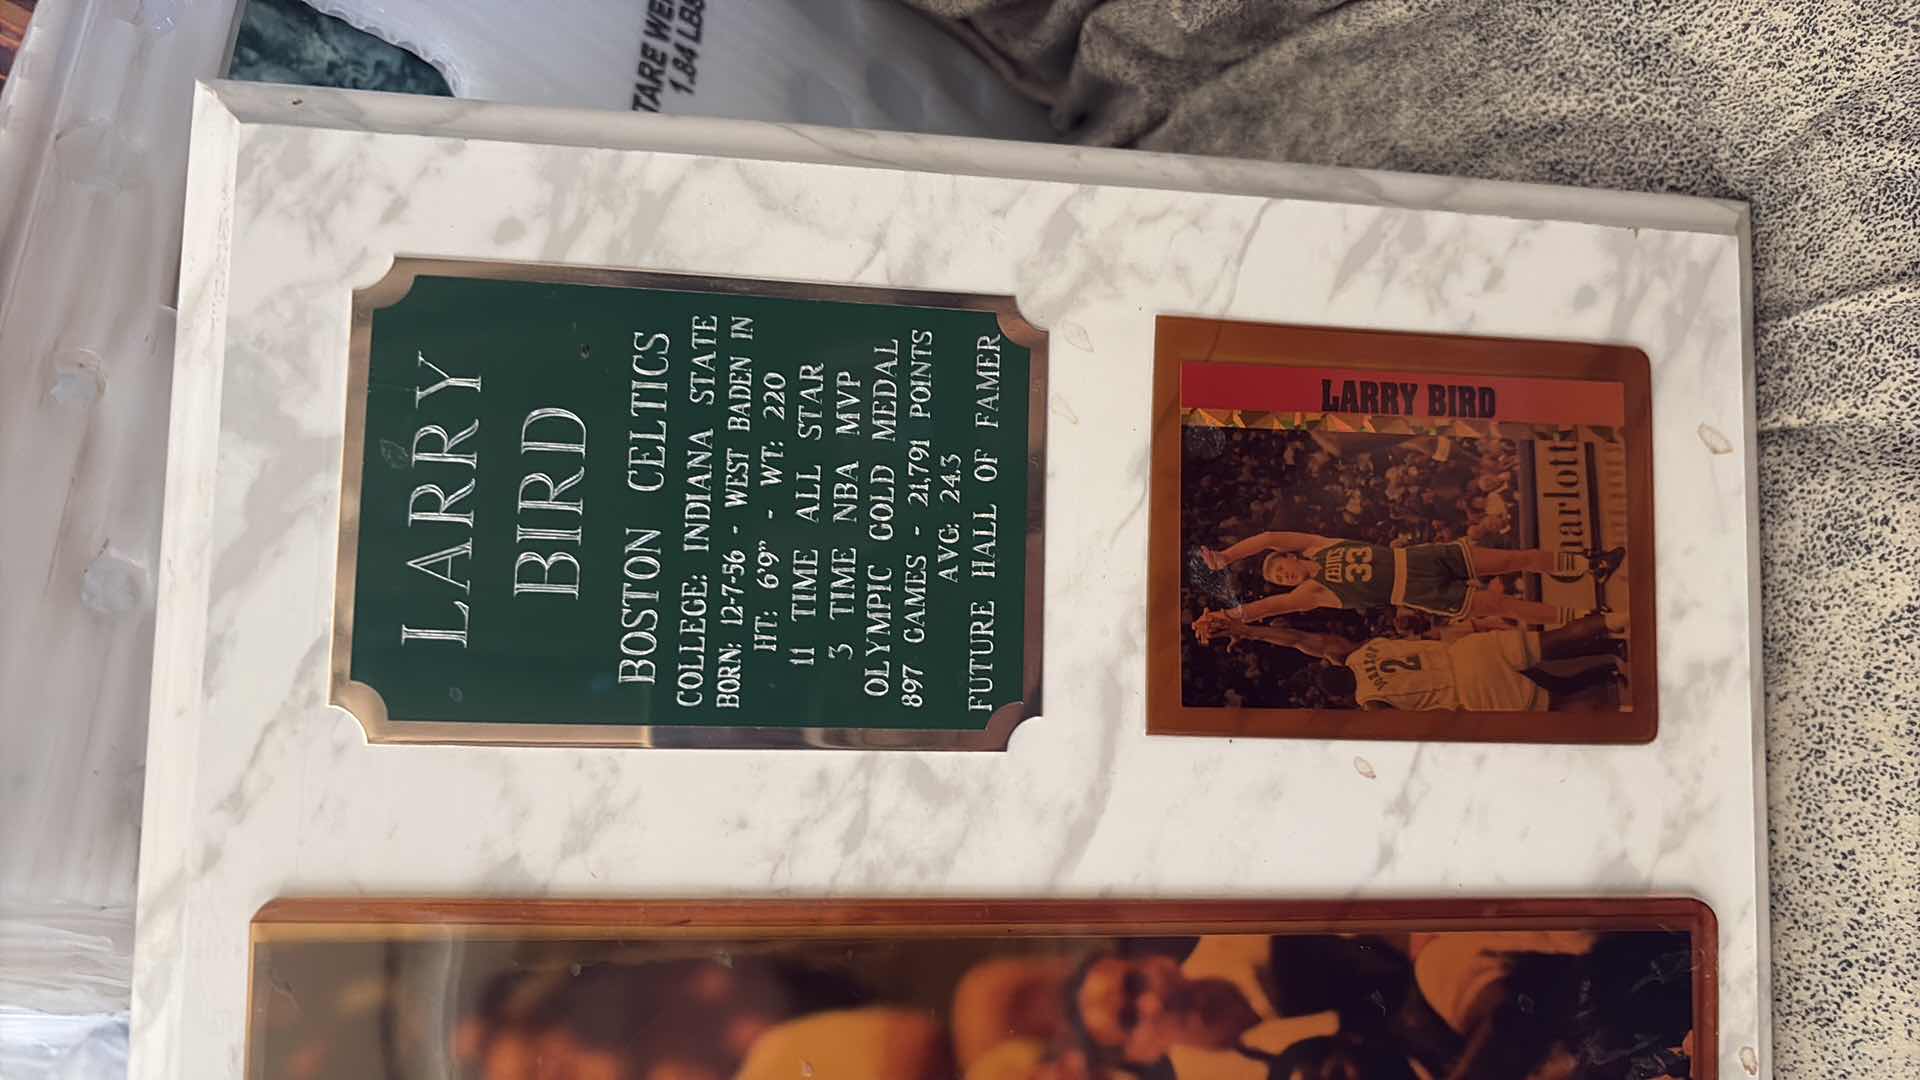 LARRY
BIRD
BOSTON CELTICS
COLLEGE: INDIANA STATE
BORN: 12-7-56 - WEST BADEN IN
HT: 6'9" - WT: 220
11 TIME ALL STAR
3 TIME NBA MVP
OLYMPIC GOLD MEDAL
897 GAMES - 21,791 POINTS
AVG: 24.3
FUTURE HALL OF FAMER
LARRY BIRD
CELTICS
33
JOHNSON
2
TARE
1.84 LBS